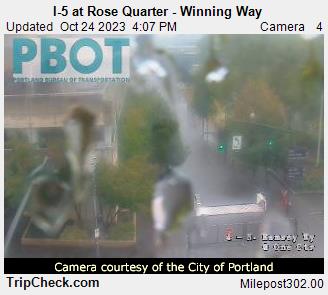 I-5 at Rose Quarter - Winning Way
Updated Oct 24 2023 4:07 PM Camera 4
PBOT
PORTLAND BUREAU OF TRANSPORTATION
Camera courtesy of the City of Portland
TripCheck.com Milepost302.00